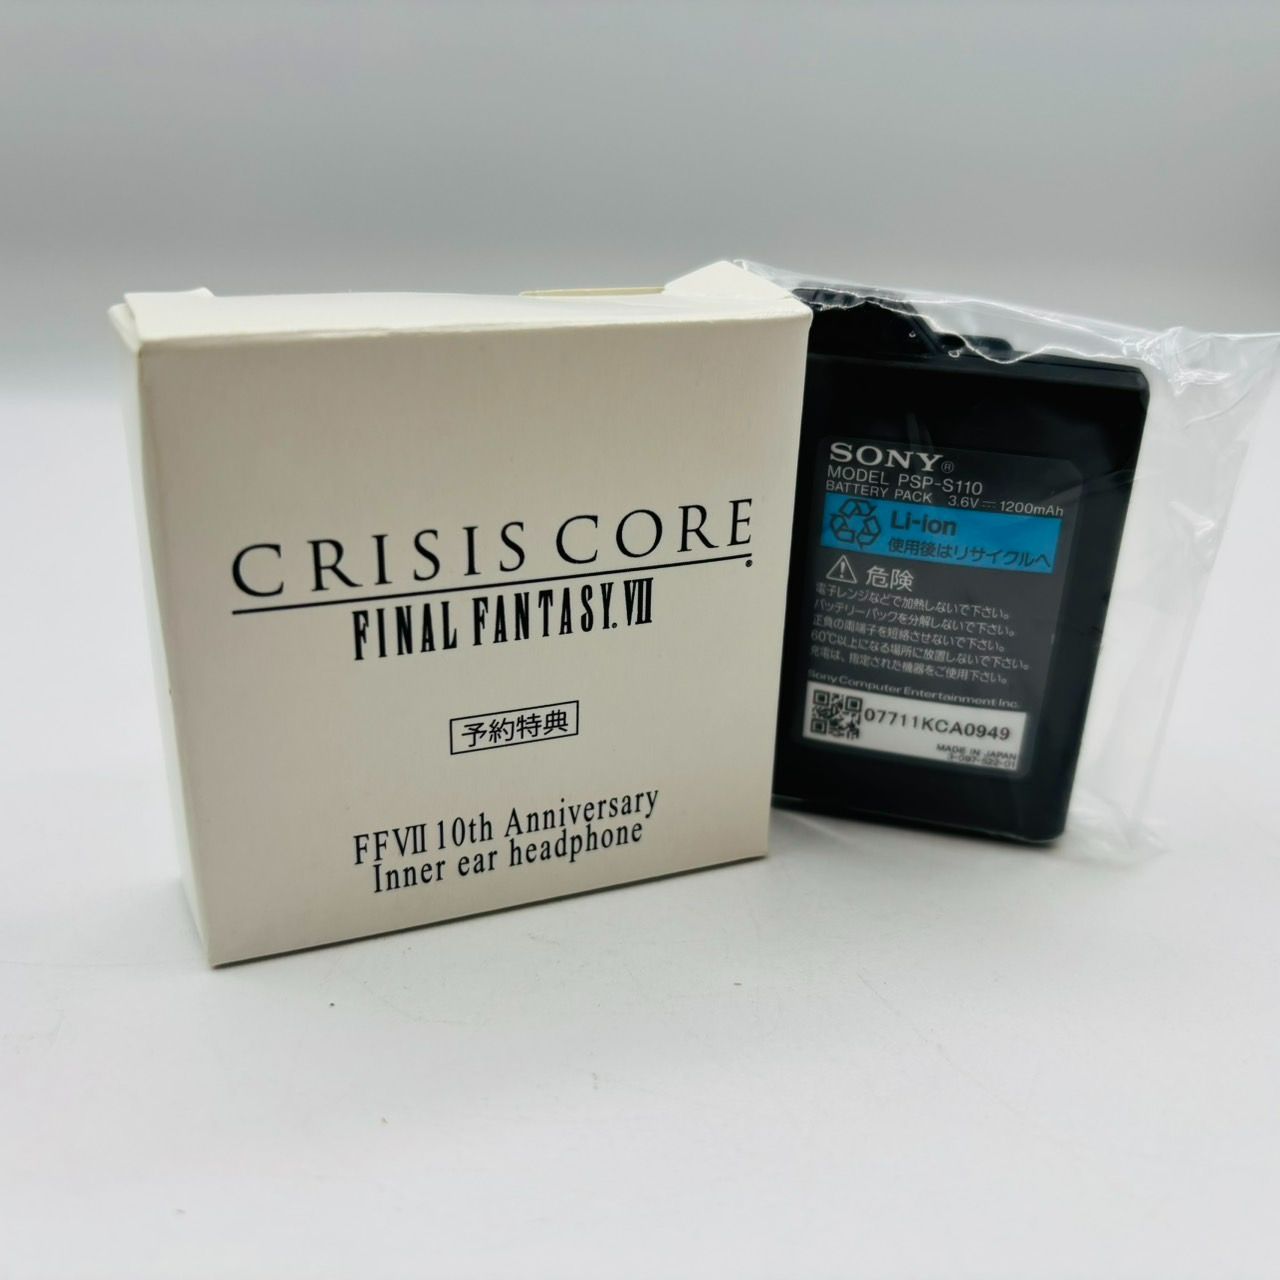 CRISIS CORE
FINAL FANTASY. VII
予約特典
FFVII 10th Anniversary
Inner ear headphone
SONY®
MODEL PSP-S110
BATTERY PACK 3.6V⎓1200mAh
Li-ion
使用後はリサイクルへ
危険
電子レンジなどで加熱しないで下さい。
バッテリーパックを分解しないで下さい。
正負の両端子を短絡させないで下さい。
60℃以上になる場所に放置しないで下さい。
充電は、指定された機器をご使用下さい。
Sony Computer Entertainment Inc.
07711KCA0949
MADE IN JAPAN
3-097-522-01